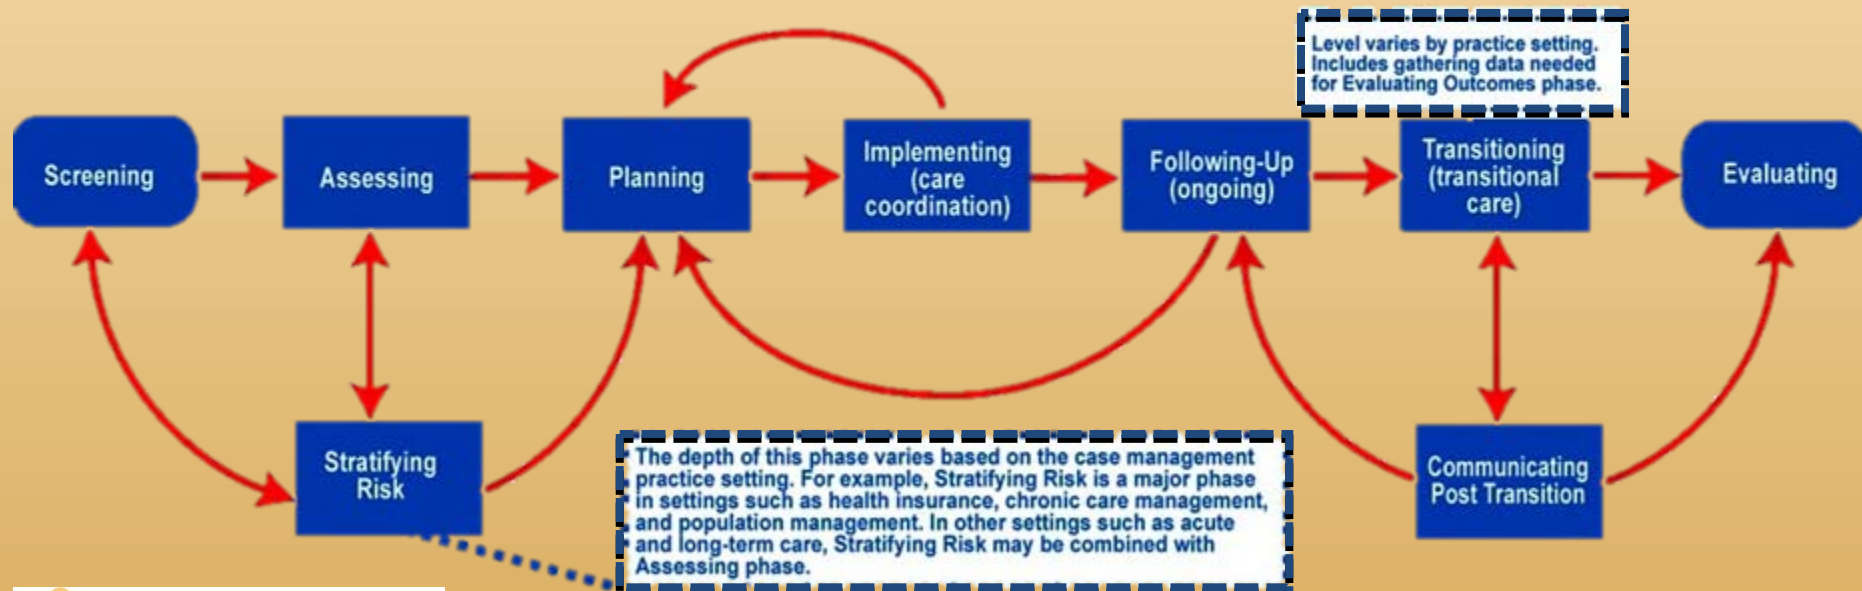 Level varies by practice setting.
Includes gathering data needed
for Evaluating Outcomes phase.
Screening
Assessing
Planning
Implementing
(care
coordination)
Following-Up
(ongoing)
Transitioning
(transitional
care)
Evaluating
Stratifying
Risk
The depth of this phase varies based on the case management
practice setting. For example, Stratifying Risk is a major phase
in settings such as health insurance, chronic care management,
and population management. In other settings such as acute
and long-term care, Stratifying Risk may be combined with
Assessing phase.
Communicating
Post Transition